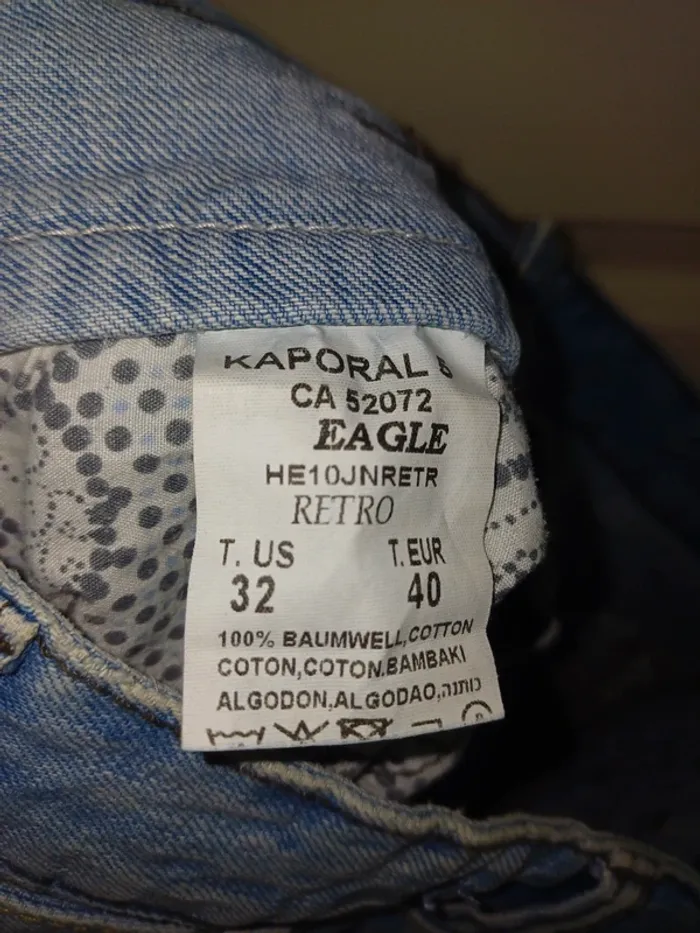 KAPORAL 5
CA 52072
EAGLE
HE10JNRETR
RETRO
T. US T. EUR
32 40
100% BAUMWELL,COTTON
COTON,COTON.BAMBAKI
ALGODON,ALGODAO,כותנה